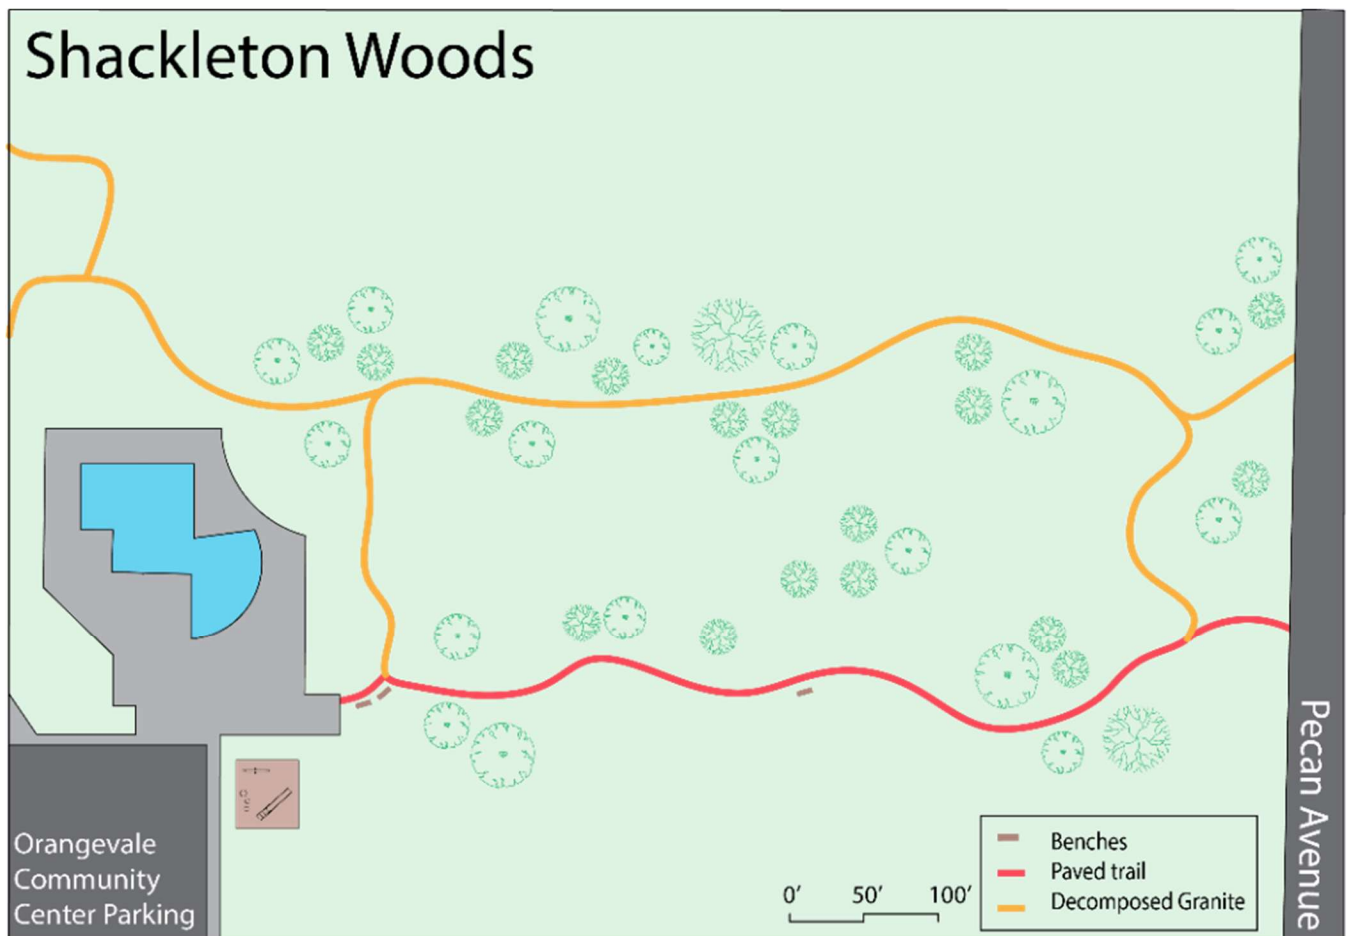 Shackleton Woods
Pecan Avenue
Orangevale
Community
Center Parking
0' 50' 100'
Benches
Paved trail
Decomposed Granite